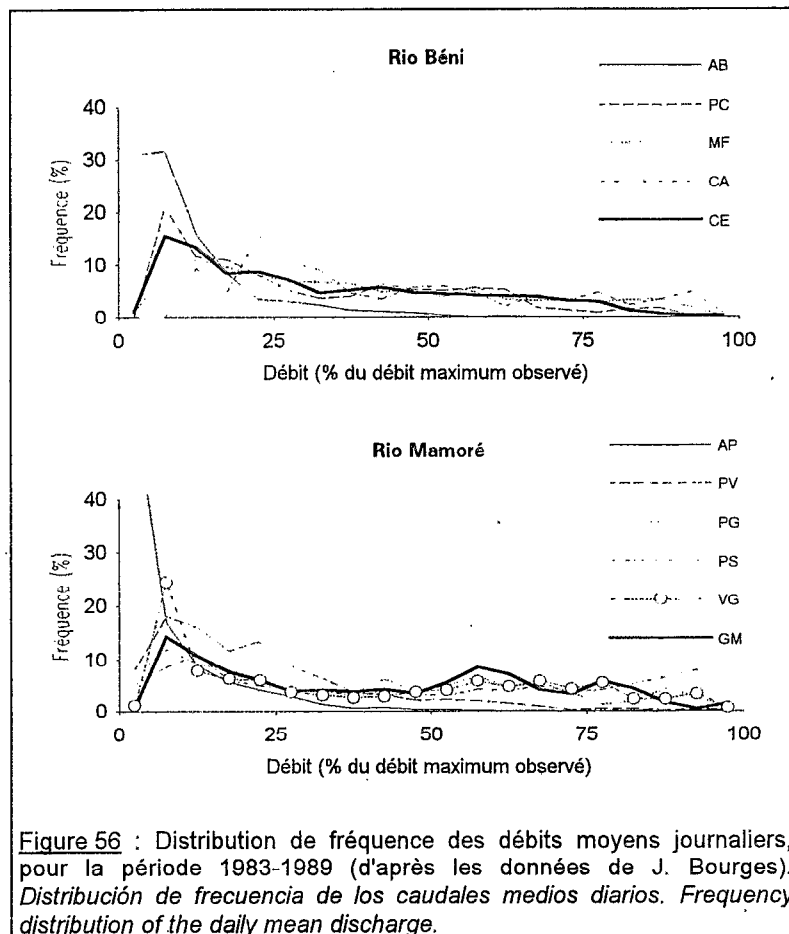 Rio Béni
AB
PC
MF
CA
CE
Fréquence (%)
40
30
20
10
0
0 25 50 75 100
Débit (% du débit maximum observé)
Rio Mamoré
AP
PV
PG
PS
VG
GM
Fréquence (%)
40
30
20
10
0
0 25 50 75 100
Débit (% du débit maximum observé)
Figure 56 : Distribution de fréquence des débits moyens journaliers,
pour la période 1983-1989 (d'après les données de J. Bourges).
Distribución de frecuencia de los caudales medios diarios. Frequency
distribution of the daily mean discharge.